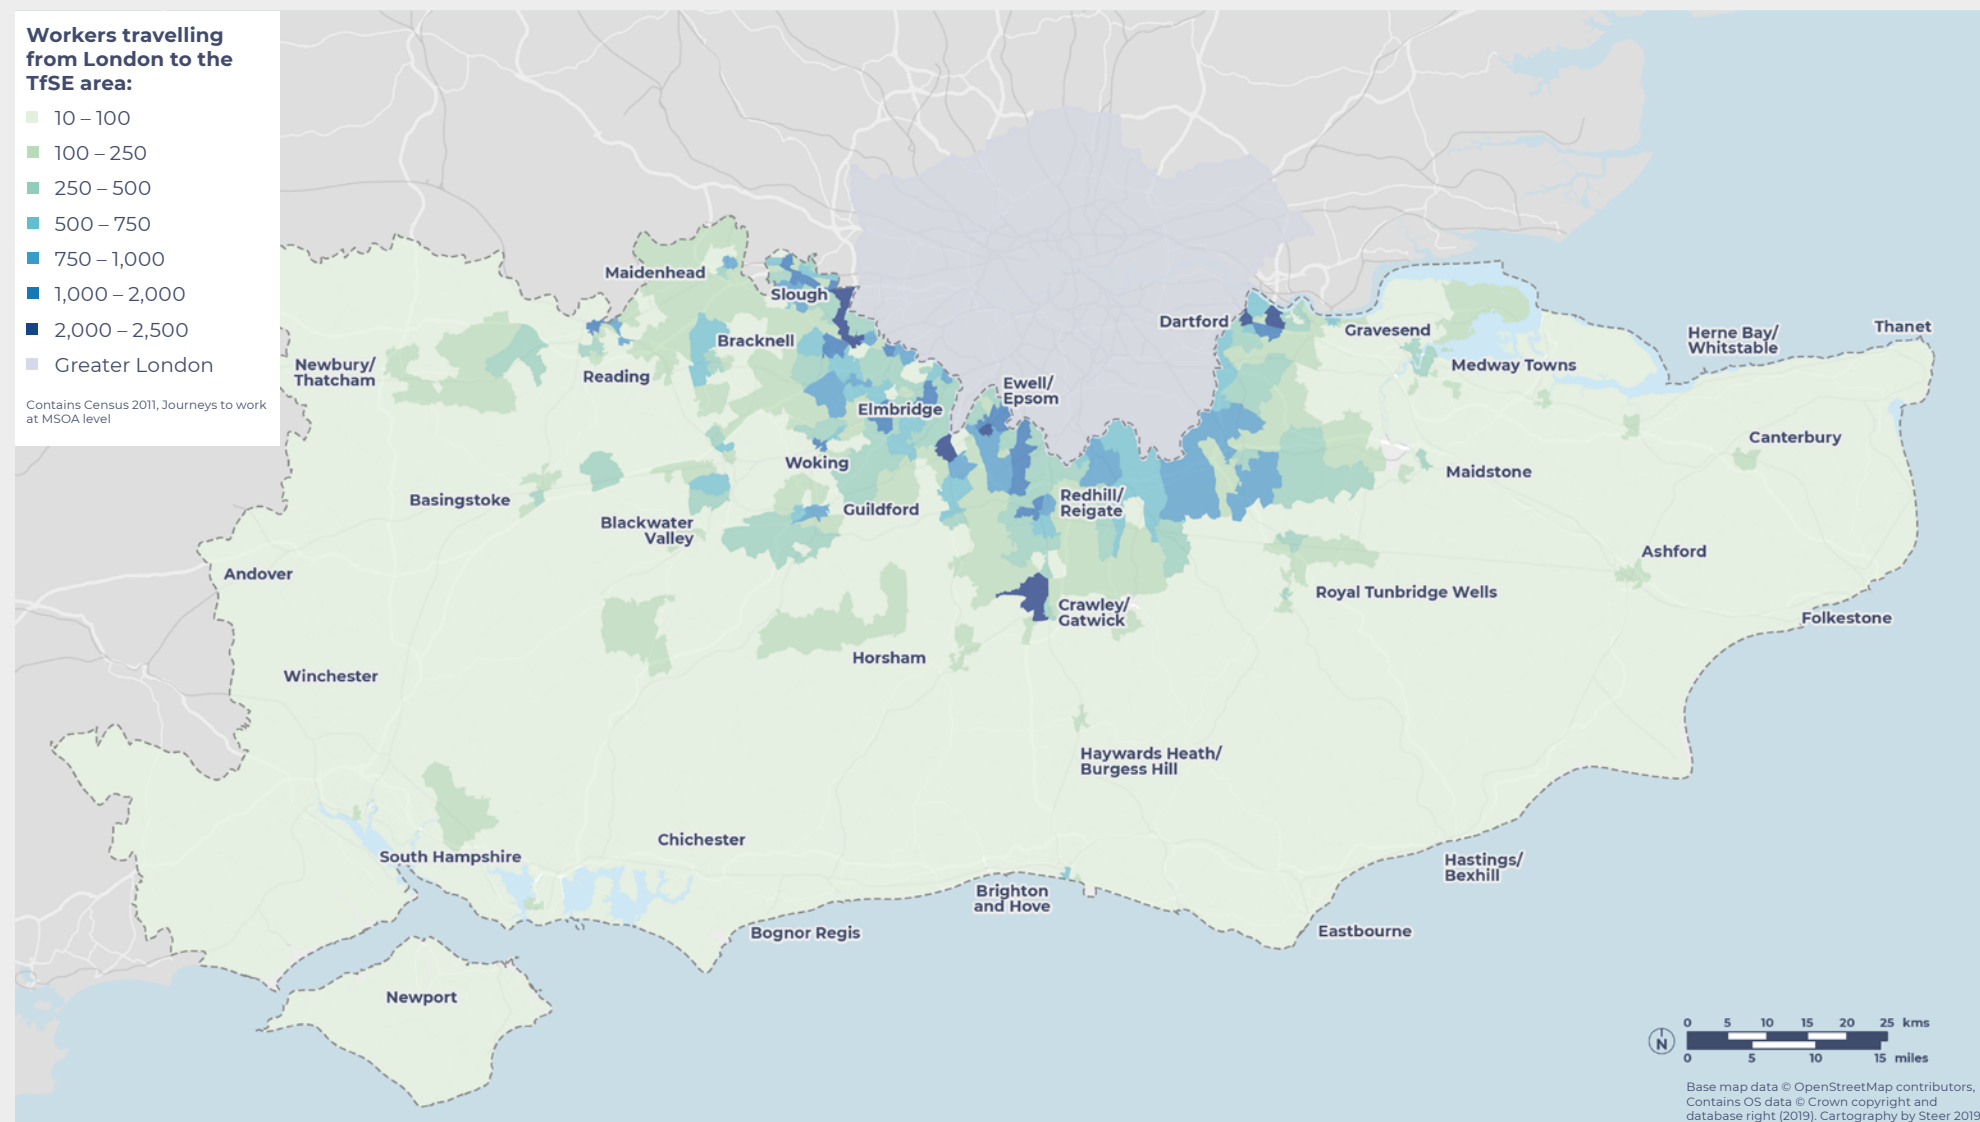 Workers travelling
from London to the
TfSE area:
10 – 100
100 – 250
250 – 500
500 – 750
750 – 1,000
1,000 – 2,000
2,000 – 2,500
Greater London
Contains Census 2011, Journeys to work
at MSOA level
Maidenhead
Slough
Dartford
Gravesend
Herne Bay/
Whitstable
Thanet
Bracknell
Newbury/
Thatcham
Reading
Medway Towns
Ewell/
Epsom
Elmbridge
Canterbury
Woking
Maidstone
Basingstoke
Guildford
Redhill/
Reigate
Blackwater
Valley
Ashford
Andover
Royal Tunbridge Wells
Crawley/
Gatwick
Folkestone
Horsham
Winchester
Haywards Heath/
Burgess Hill
Chichester
South Hampshire
Hastings/
Bexhill
Brighton
and Hove
Bognor Regis
Eastbourne
Newport
0 5 10 15 20 25 kms
N
0 5 10 15 miles
Base map data © OpenStreetMap contributors,
Contains OS data © Crown copyright and
database right (2019). Cartography by Steer 2019